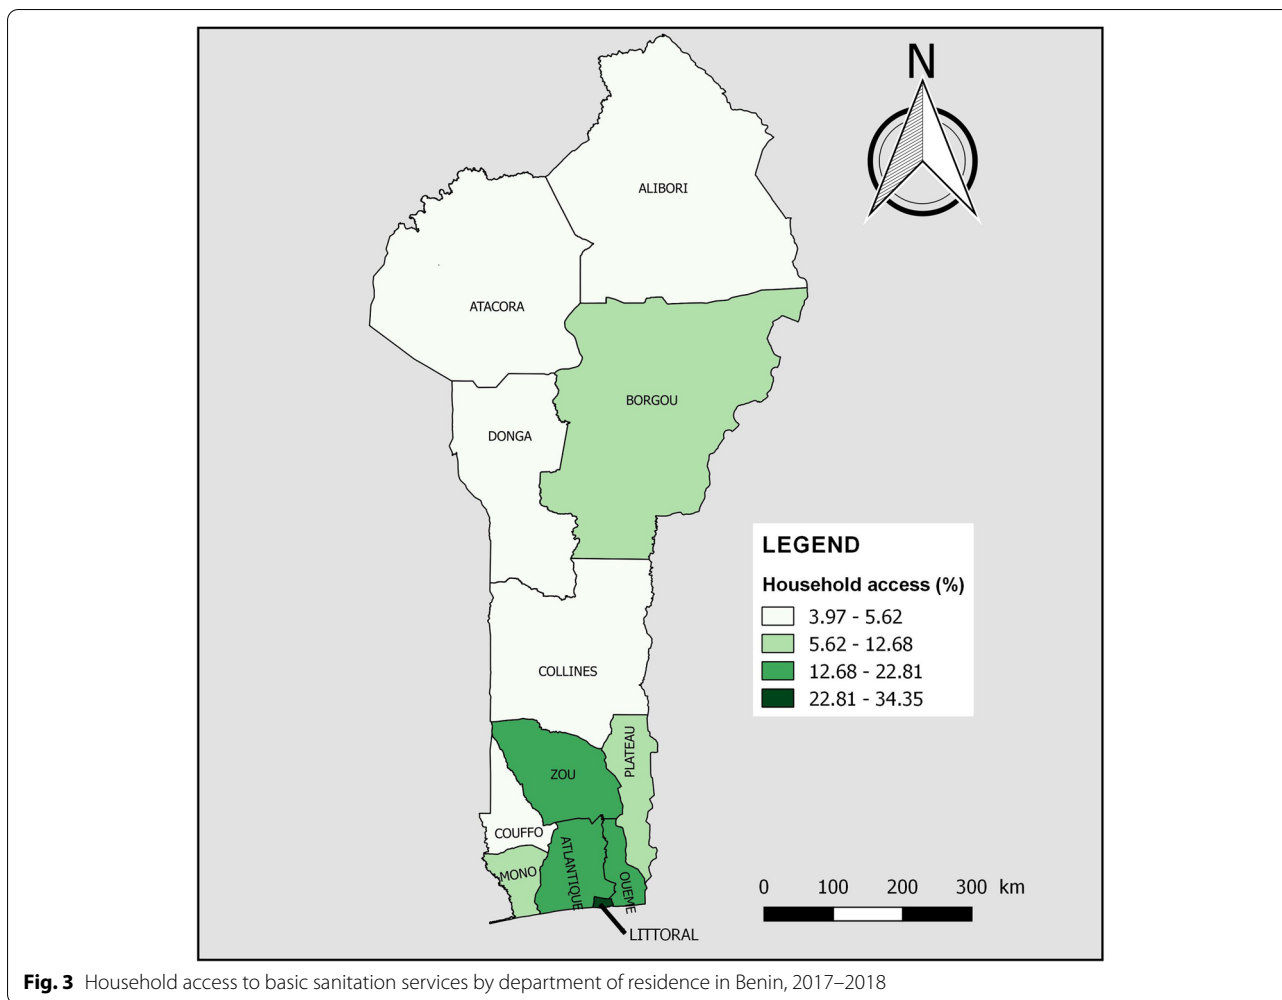 N
ALIBORI
ATACORA
BORGOU
DONGA
LEGEND
Household access (%)
3.97 - 5.62
5.62 - 12.68
12.68 - 22.81
22.81 - 34.35
COLLINES
PLATEAU
ZOU
COUFFO
ATLANTIQUE
MONO
OUEME
0 100 200 300 km
LITTORAL
Fig. 3 Household access to basic sanitation services by department of residence in Benin, 2017–2018